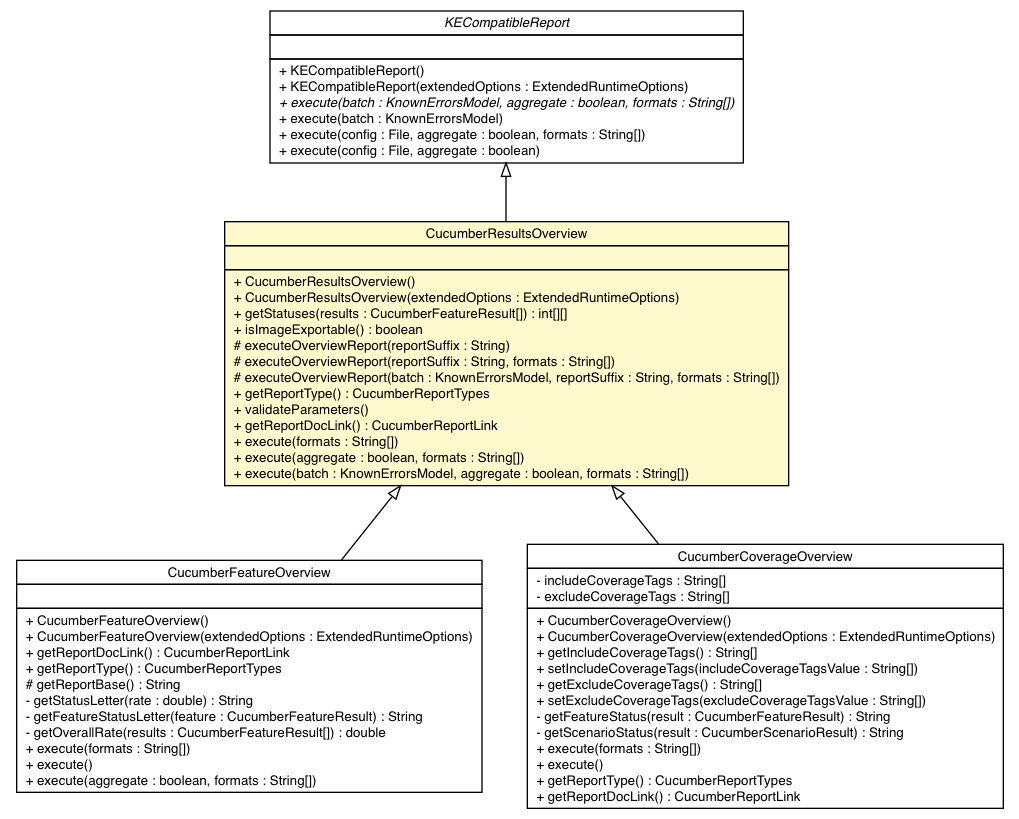 KECompatibleReport
+ KECompatibleReport()
+ KECompatibleReport(extendedOptions : ExtendedRuntimeOptions)
+ execute(batch : KnownErrorsModel, aggregate : boolean, formats : String[])
+ execute(batch : KnownErrorsModel)
+ execute(config : File, aggregate : boolean, formats : String[])
+ execute(config : File, aggregate : boolean)
CucumberResultsOverview
+ CucumberResultsOverview()
+ CucumberResultsOverview(extendedOptions : ExtendedRuntimeOptions)
+ getStatuses(results : CucumberFeatureResult[]) : int[][]
+ isImageExportable() : boolean
# executeOverviewReport(reportSuffix : String)
# executeOverviewReport(reportSuffix : String, formats : String[])
# executeOverviewReport(batch : KnownErrorsModel, reportSuffix : String, formats : String[])
+ getReportType() : CucumberReportTypes
+ validateParameters()
+ getReportDocLink() : CucumberReportLink
+ execute(formats : String[])
+ execute(aggregate : boolean, formats : String[])
+ execute(batch : KnownErrorsModel, aggregate : boolean, formats : String[])
CucumberFeatureOverview
+ CucumberFeatureOverview()
+ CucumberFeatureOverview(extendedOptions : ExtendedRuntimeOptions)
+ getReportDocLink() : CucumberReportLink
+ getReportType() : CucumberReportTypes
# getReportBase() : String
- getStatusLetter(rate : double) : String
- getFeatureStatusLetter(feature : CucumberFeatureResult) : String
- getOverallRate(results : CucumberFeatureResult[]) : double
+ execute(formats : String[])
+ execute()
+ execute(aggregate : boolean, formats : String[])
CucumberCoverageOverview
- includeCoverageTags : String[]
- excludeCoverageTags : String[]
+ CucumberCoverageOverview()
+ CucumberCoverageOverview(extendedOptions : ExtendedRuntimeOptions)
+ getIncludeCoverageTags() : String[]
+ setIncludeCoverageTags(includeCoverageTagsValue : String[])
+ getExcludeCoverageTags() : String[]
+ setExcludeCoverageTags(excludeCoverageTagsValue : String[])
- getFeatureStatus(result : CucumberFeatureResult) : String
- getScenarioStatus(result : CucumberScenarioResult) : String
+ execute(formats : String[])
+ execute()
+ getReportType() : CucumberReportTypes
+ getReportDocLink() : CucumberReportLink